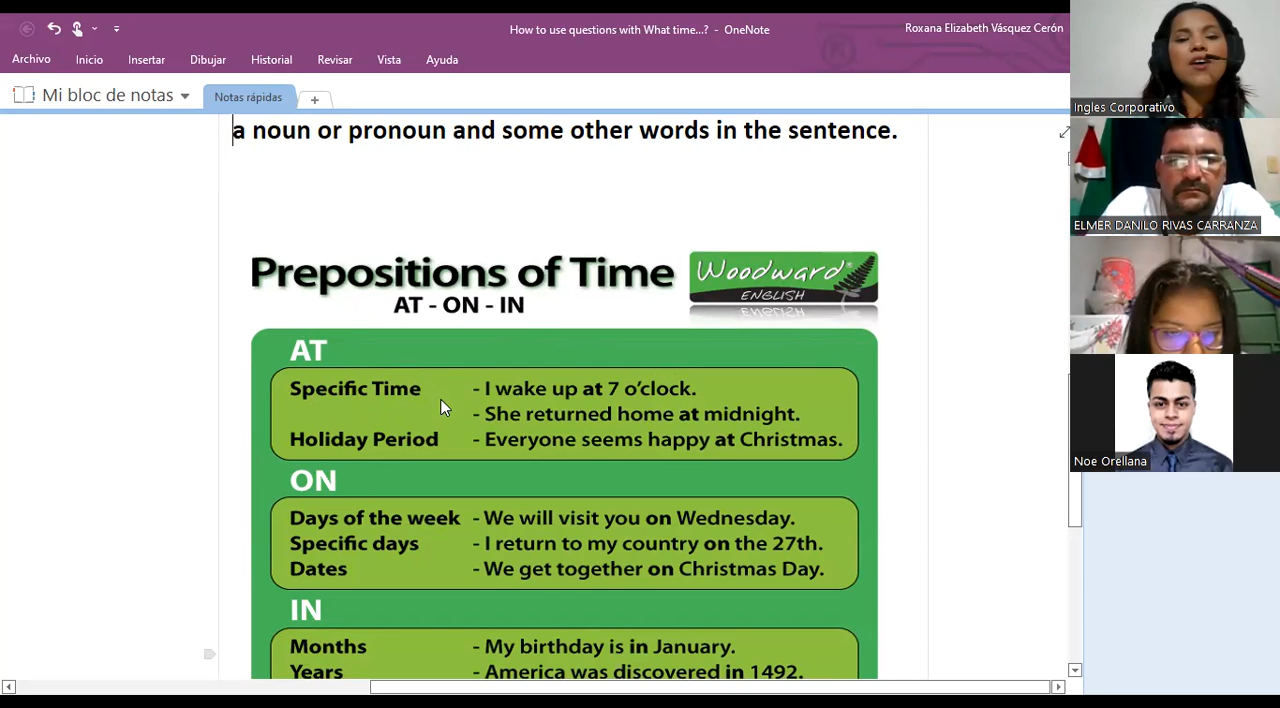 How to use questions with What time...? - OneNote
Roxana Elizabeth Vásquez Cerón
Archivo Inicio Insertar Dibujar Historial Revisar Vista Ayuda
Mi bloc de notas
Notas rápidas
a noun or pronoun and some other words in the sentence.
Prepositions of Time
AT - ON - IN
Woodward®
ENGLISH
AT
Specific Time - I wake up at 7 o'clock.
- She returned home at midnight.
Holiday Period - Everyone seems happy at Christmas.
ON
Days of the week - We will visit you on Wednesday.
Specific days - I return to my country on the 27th.
Dates - We get together on Christmas Day.
IN
Months - My birthday is in January.
Years - America was discovered in 1492.
Ingles Corporativo
ELMER DANILO RIVAS CARRANZA
Noe Orellana